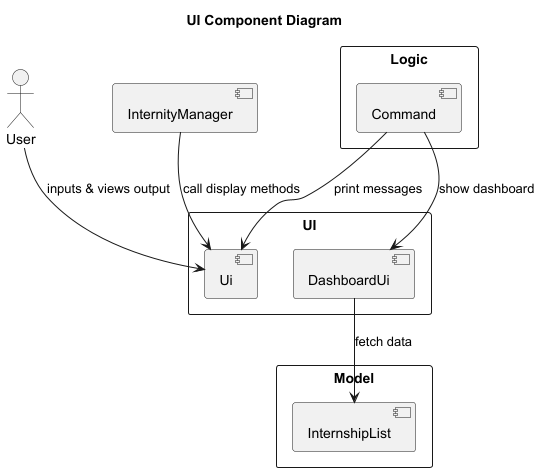 UI Component Diagram
Logic
InternityManager
Command
User
inputs & views output
call display methods
print messages
show dashboard
UI
Ui
DashboardUi
fetch data
Model
InternshipList